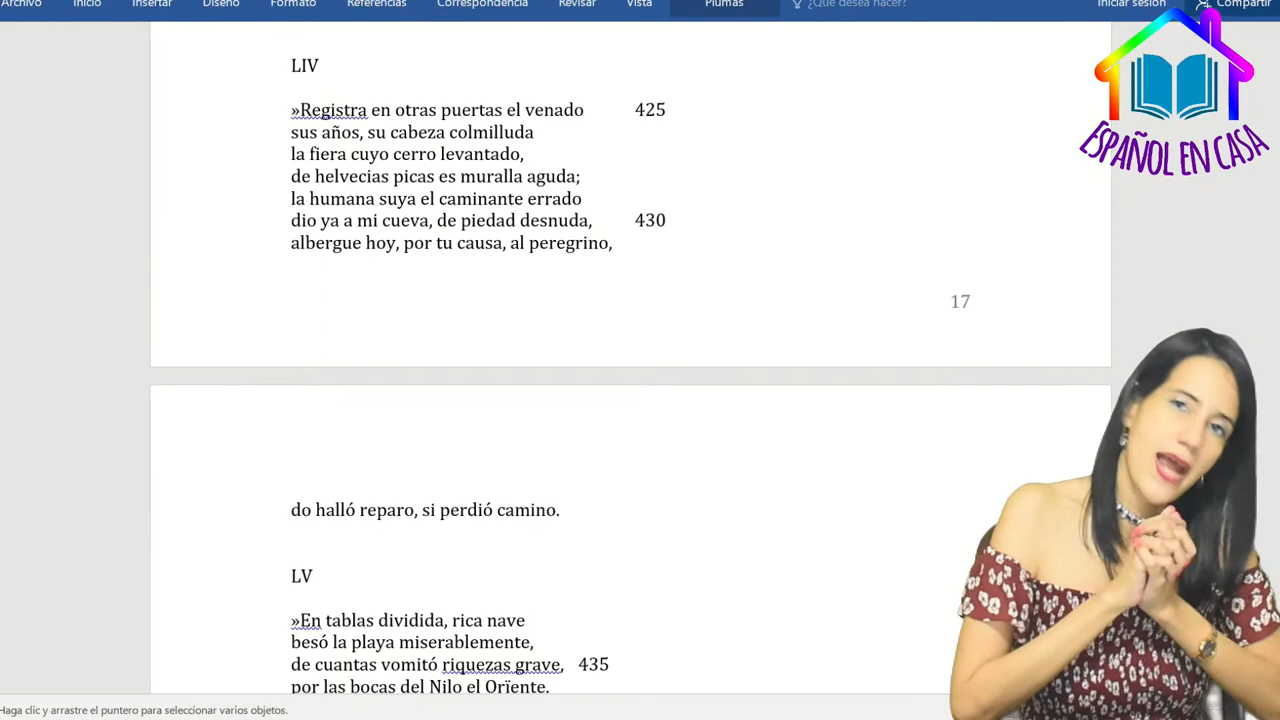 Archivo Inicio Insertar Diseño Formato Referencias Correspondencia Revisar Vista Plumas ¿Qué desea hacer? Iniciar sesión Compartir
ESPAÑOL EN CASA
LIV
»Registra en otras puertas el venado 425
sus años, su cabeza colmilluda
la fiera cuyo cerro levantado,
de helvecias picas es muralla aguda;
la humana suya el caminante errado
dio ya a mi cueva, de piedad desnuda, 430
albergue hoy, por tu causa, al peregrino,
17
do halló reparo, si perdió camino.
LV
»En tablas dividida, rica nave
besó la playa miserablemente,
de cuantas vomitó riquezas grave, 435
por las bocas del Nilo el Orïente.
Haga clic y arrastre el puntero para seleccionar varios objetos.